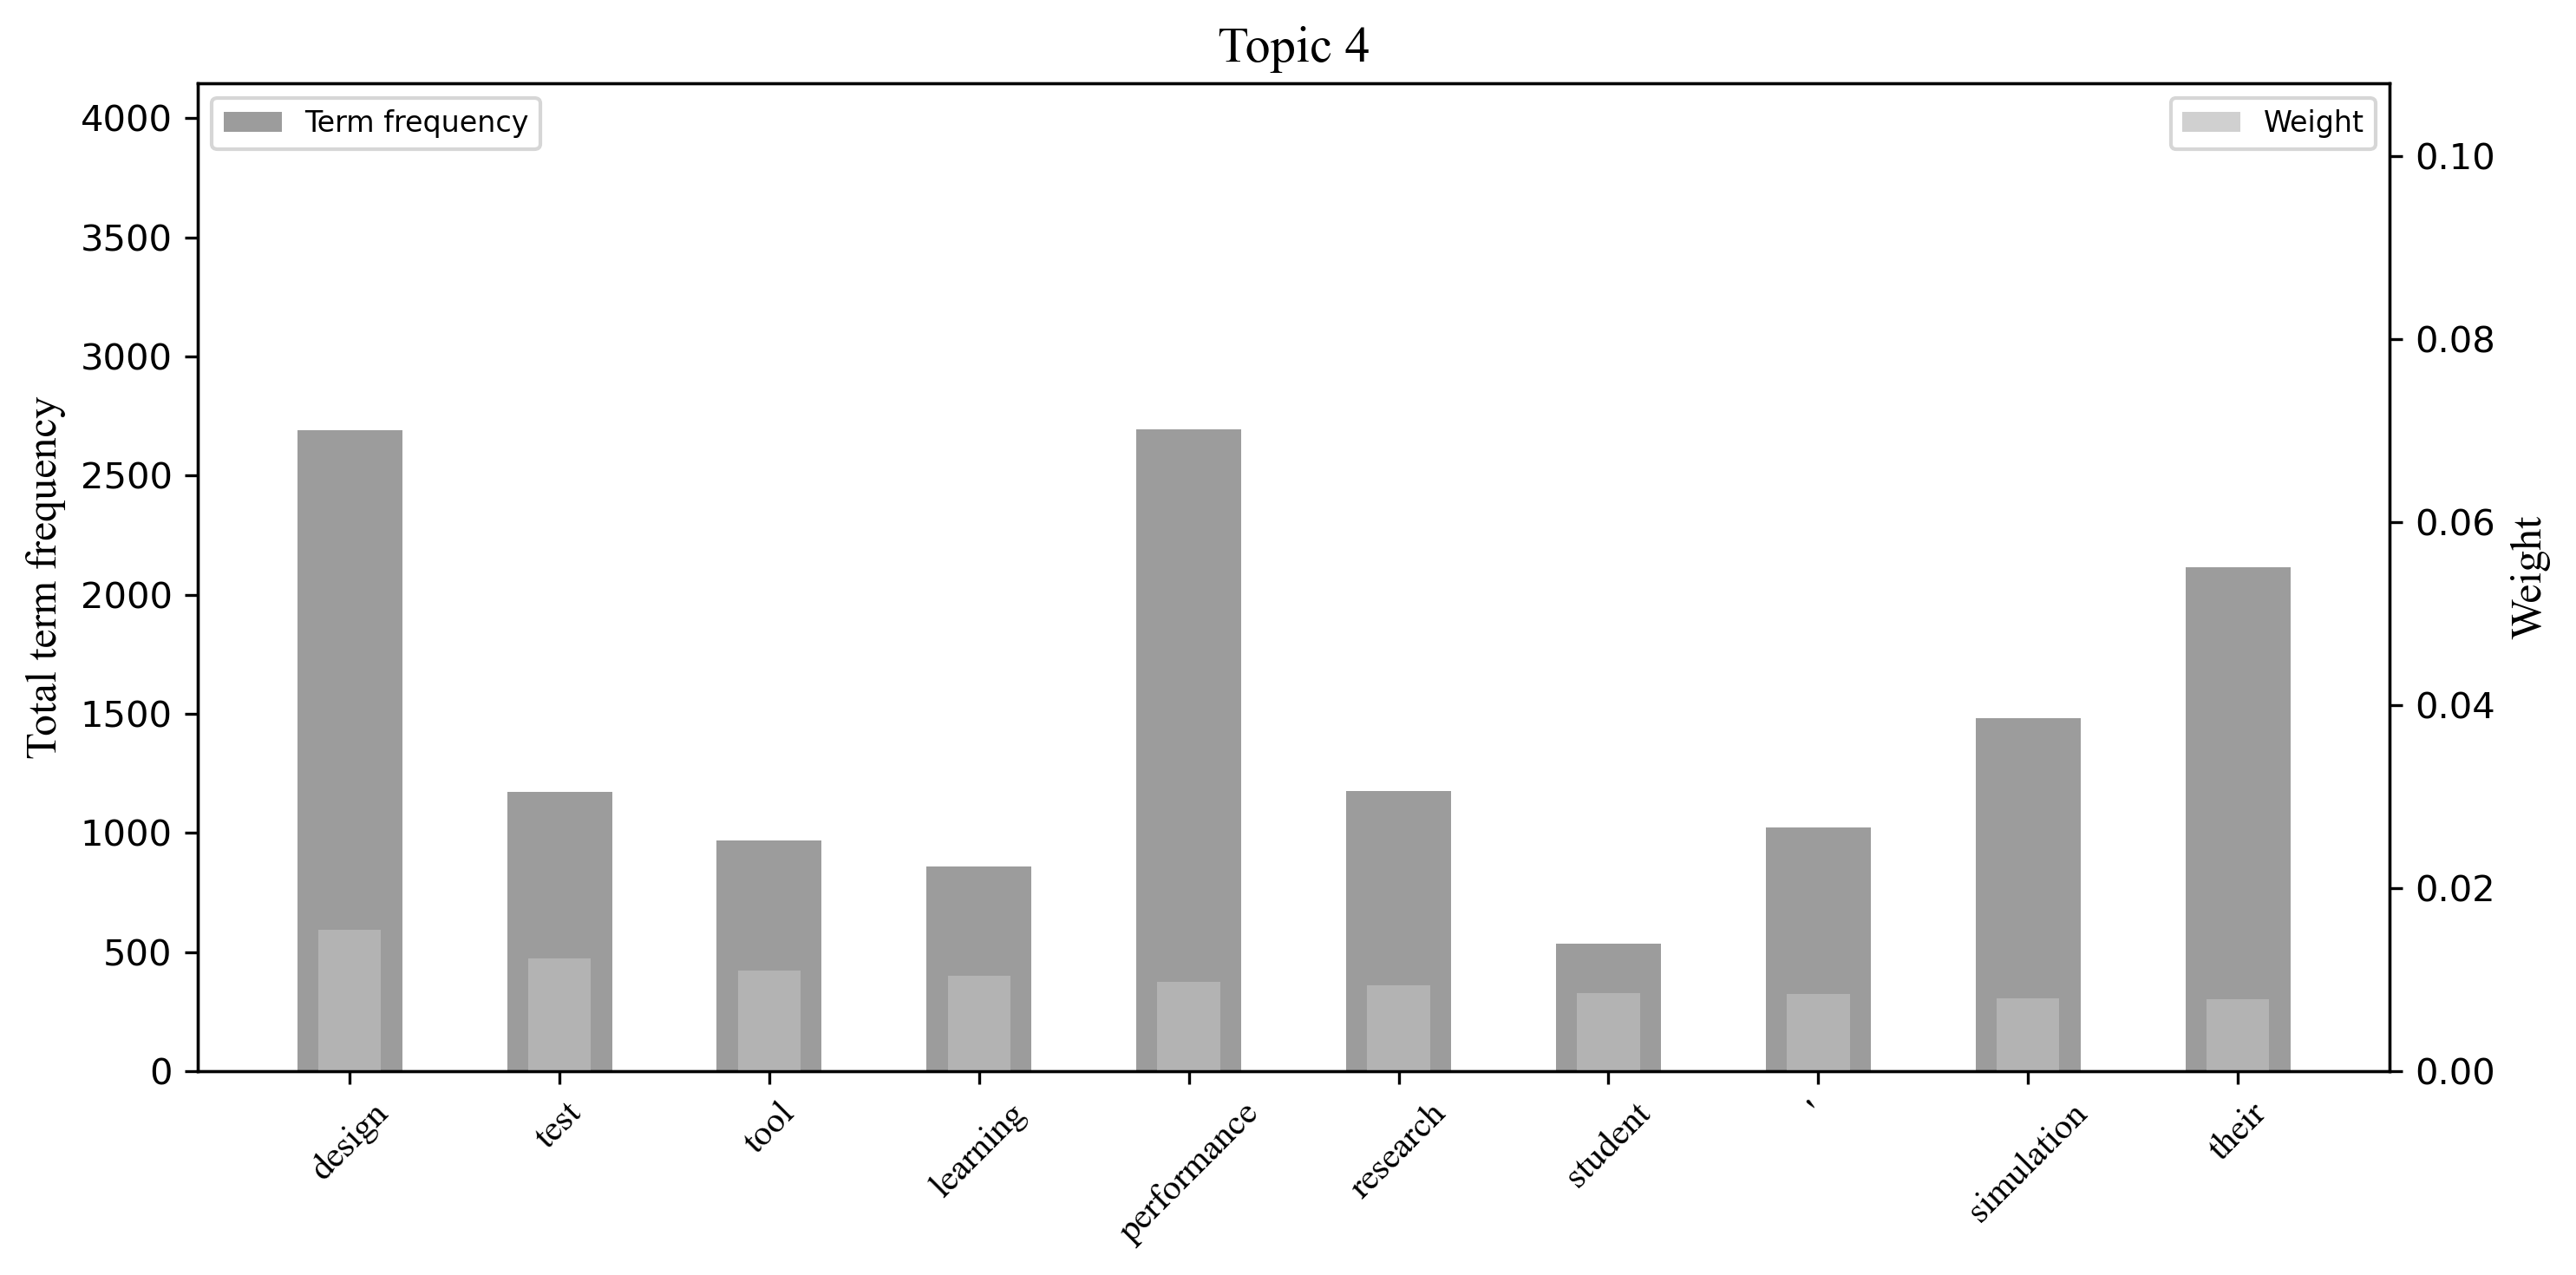 Topic 4
Term frequency
Weight
4000
3500
3000
2500
2000
1500
1000
500
0
Total term frequency
0.10
0.08
0.06
0.04
0.02
0.00
Weight
design
test
tool
learning
performance
research
student
'
simulation
their